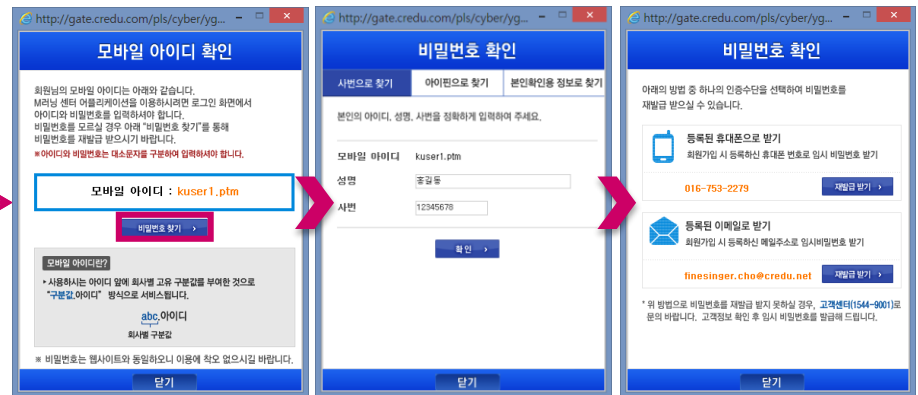 http://gate.credu.com/pls/cyber/yg...
모바일 아이디 확인
회원님의 모바일 아이디는 아래와 같습니다.
M러닝 센터 어플리케이션을 이용하시려면 로그인 화면에서
아이디와 비밀번호를 입력하셔야 합니다.
비밀번호를 모르실 경우 아래 "비밀번호 찾기"를 통해
비밀번호를 재발급 받으시기 바랍니다.
※아이디와 비밀번호는 대소문자를 구분하여 입력하셔야 합니다.
모바일 아이디 : kuser1.ptm
비밀번호 찾기 ›
모바일 아이디란?
▸ 사용하시는 아이디 앞에 회사별 고유 구분값를 부여한 것으로
"구분값.아이디" 방식으로 서비스됩니다.
abc.아이디
회사별 구분값
※ 비밀번호는 웹사이트와 동일하오니 이용에 착오 없으시길 바랍니다.
닫기
http://gate.credu.com/pls/cyber/yg...
비밀번호 확인
사번으로 찾기 아이핀으로 찾기 본인확인용 정보로 찾기
본인의 아이디, 성명, 사번을 정확하게 입력하여 주세요.
모바일 아이디 kuser1.ptm
성명 홍길동
사번 12345678
확인 ›
닫기
http://gate.credu.com/pls/cyber/yg...
비밀번호 확인
아래의 방법 중 하나의 인증수단을 선택하여 비밀번호를
재발급 받으실 수 있습니다.
등록된 휴대폰으로 받기
회원가입 시 등록하신 휴대폰 번호로 임시 비밀번호 받기
016-753-2279 재발급 받기 ›
등록된 이메일로 받기
회원가입 시 등록하신 메일주소로 임시비밀번호 받기
finesinger.cho@credu.net 재발급 받기 ›
* 위 방법으로 비밀번호를 재발급 받지 못하실 경우, 고객센터(1544-9001)로
문의 바랍니다. 고객정보 확인 후 임시 비밀번호를 발급해 드립니다.
닫기